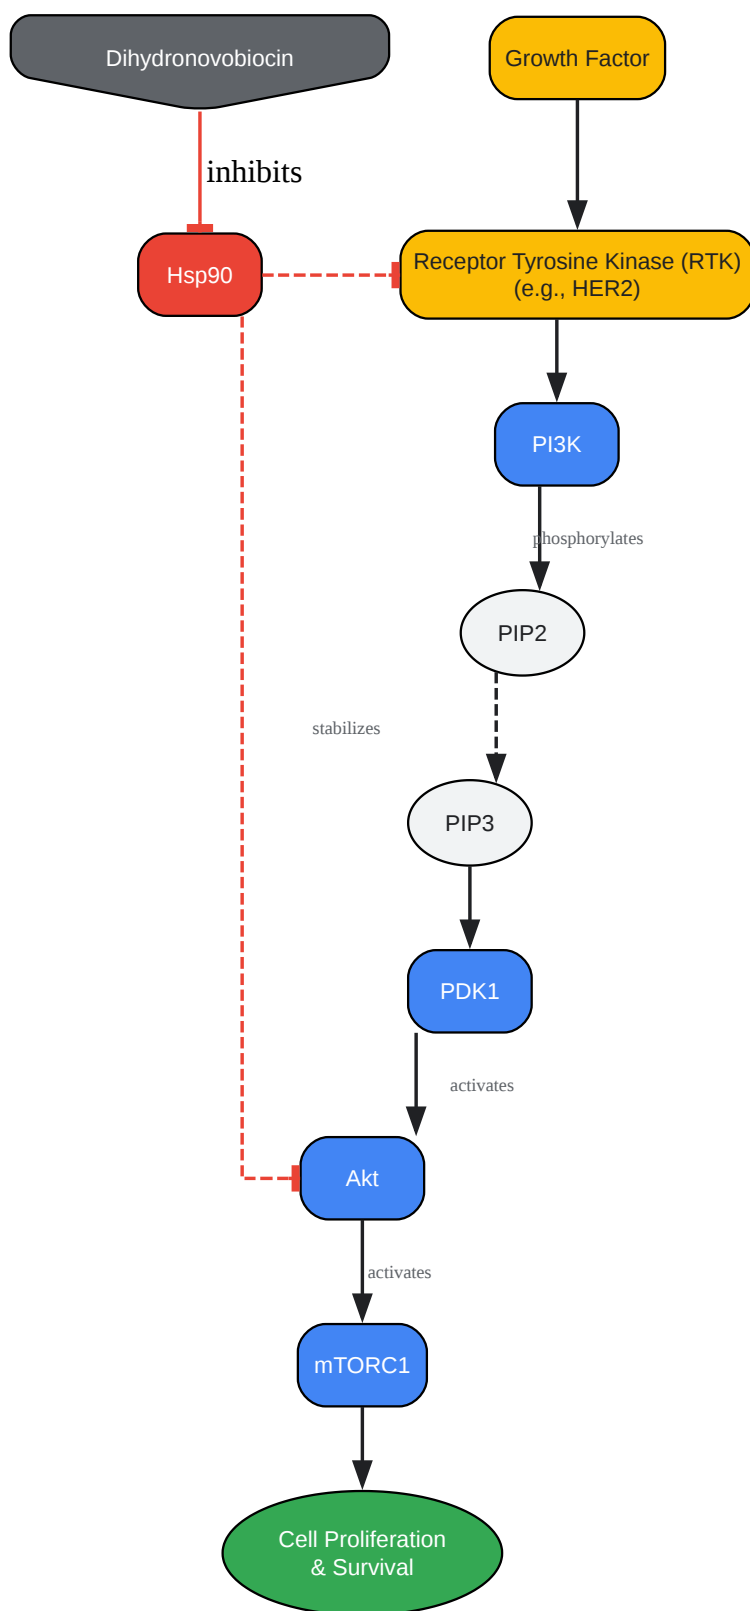 Dihydronovobiocin
Growth Factor
inhibits
Hsp90
Receptor Tyrosine Kinase (RTK)
(e.g., HER2)
PI3K
phosphorylates
PIP2
stabilizes
PIP3
PDK1
activates
Akt
activates
mTORC1
Cell Proliferation
& Survival